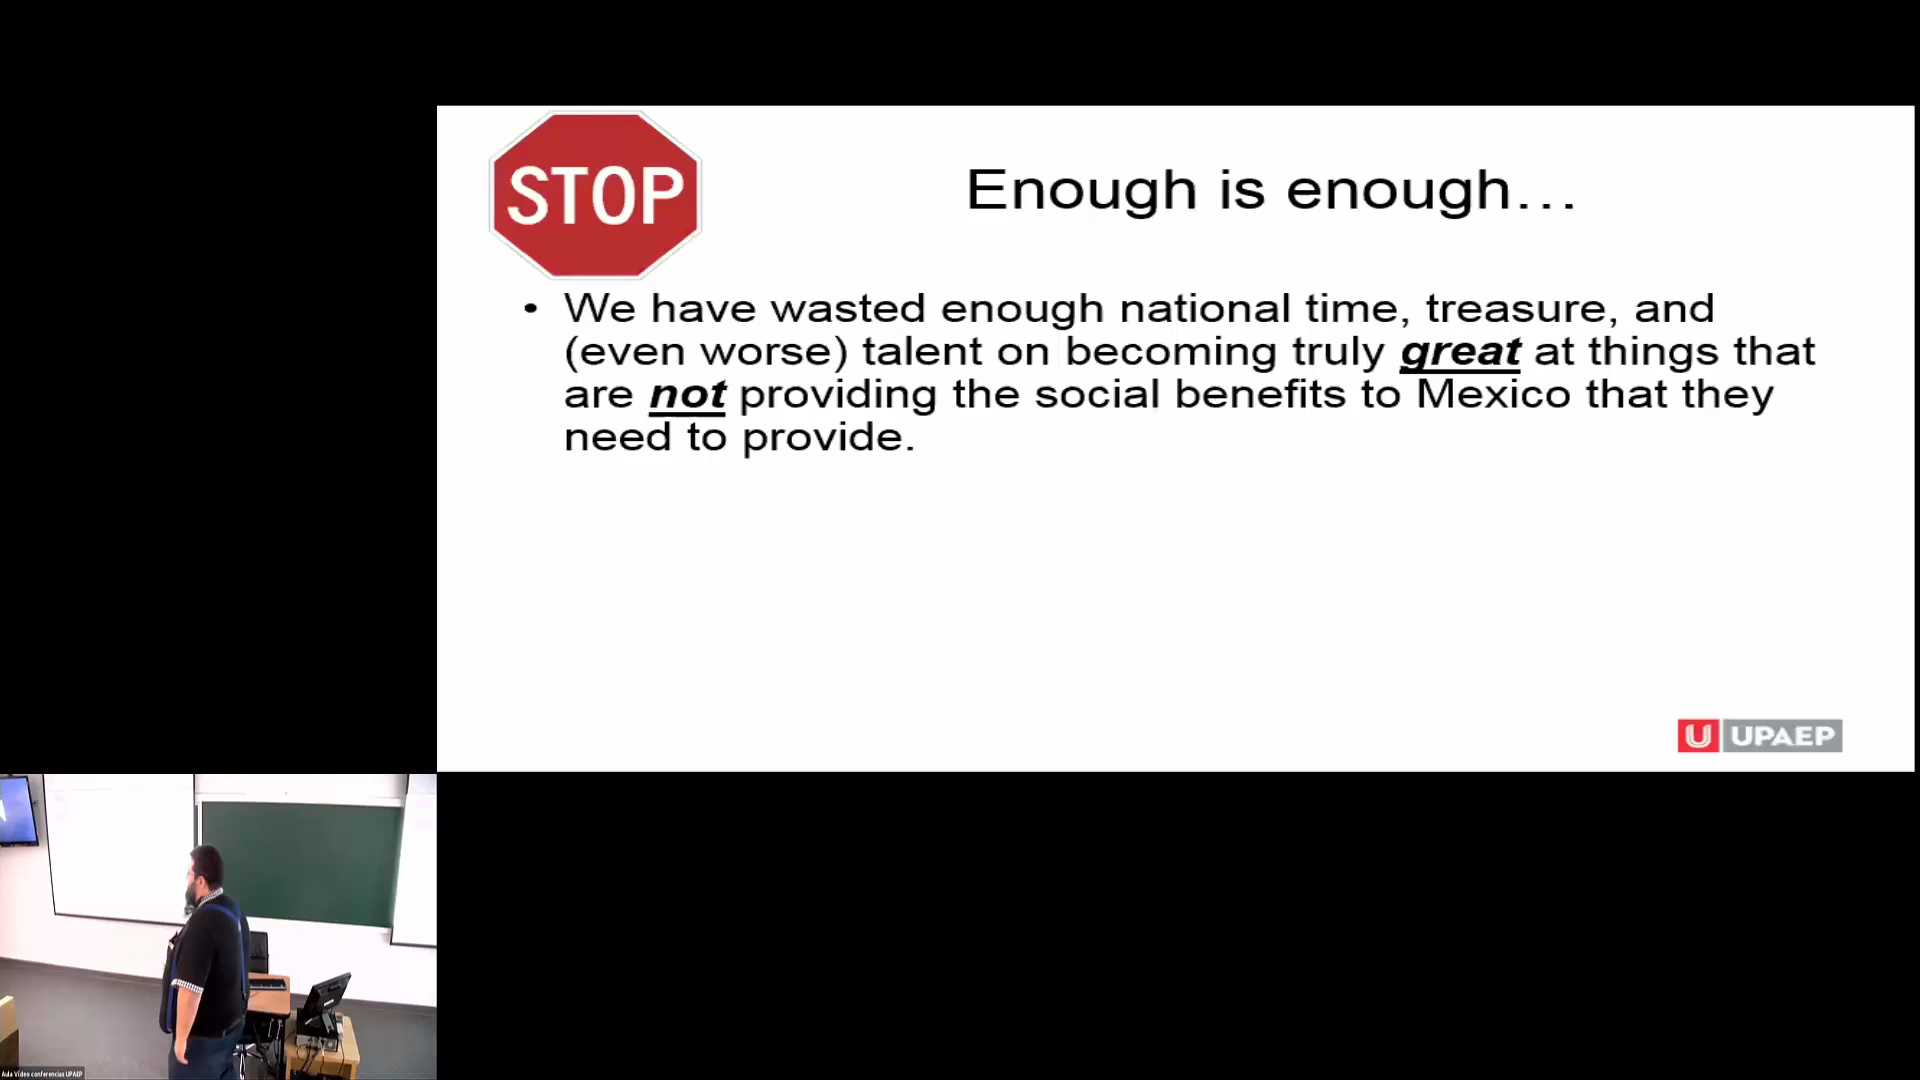 STOP
Enough is enough…
• We have wasted enough national time, treasure, and
(even worse) talent on becoming truly great at things that
are not providing the social benefits to Mexico that they
need to provide.
U UPAEP
Aula Video conferencias UPAEP